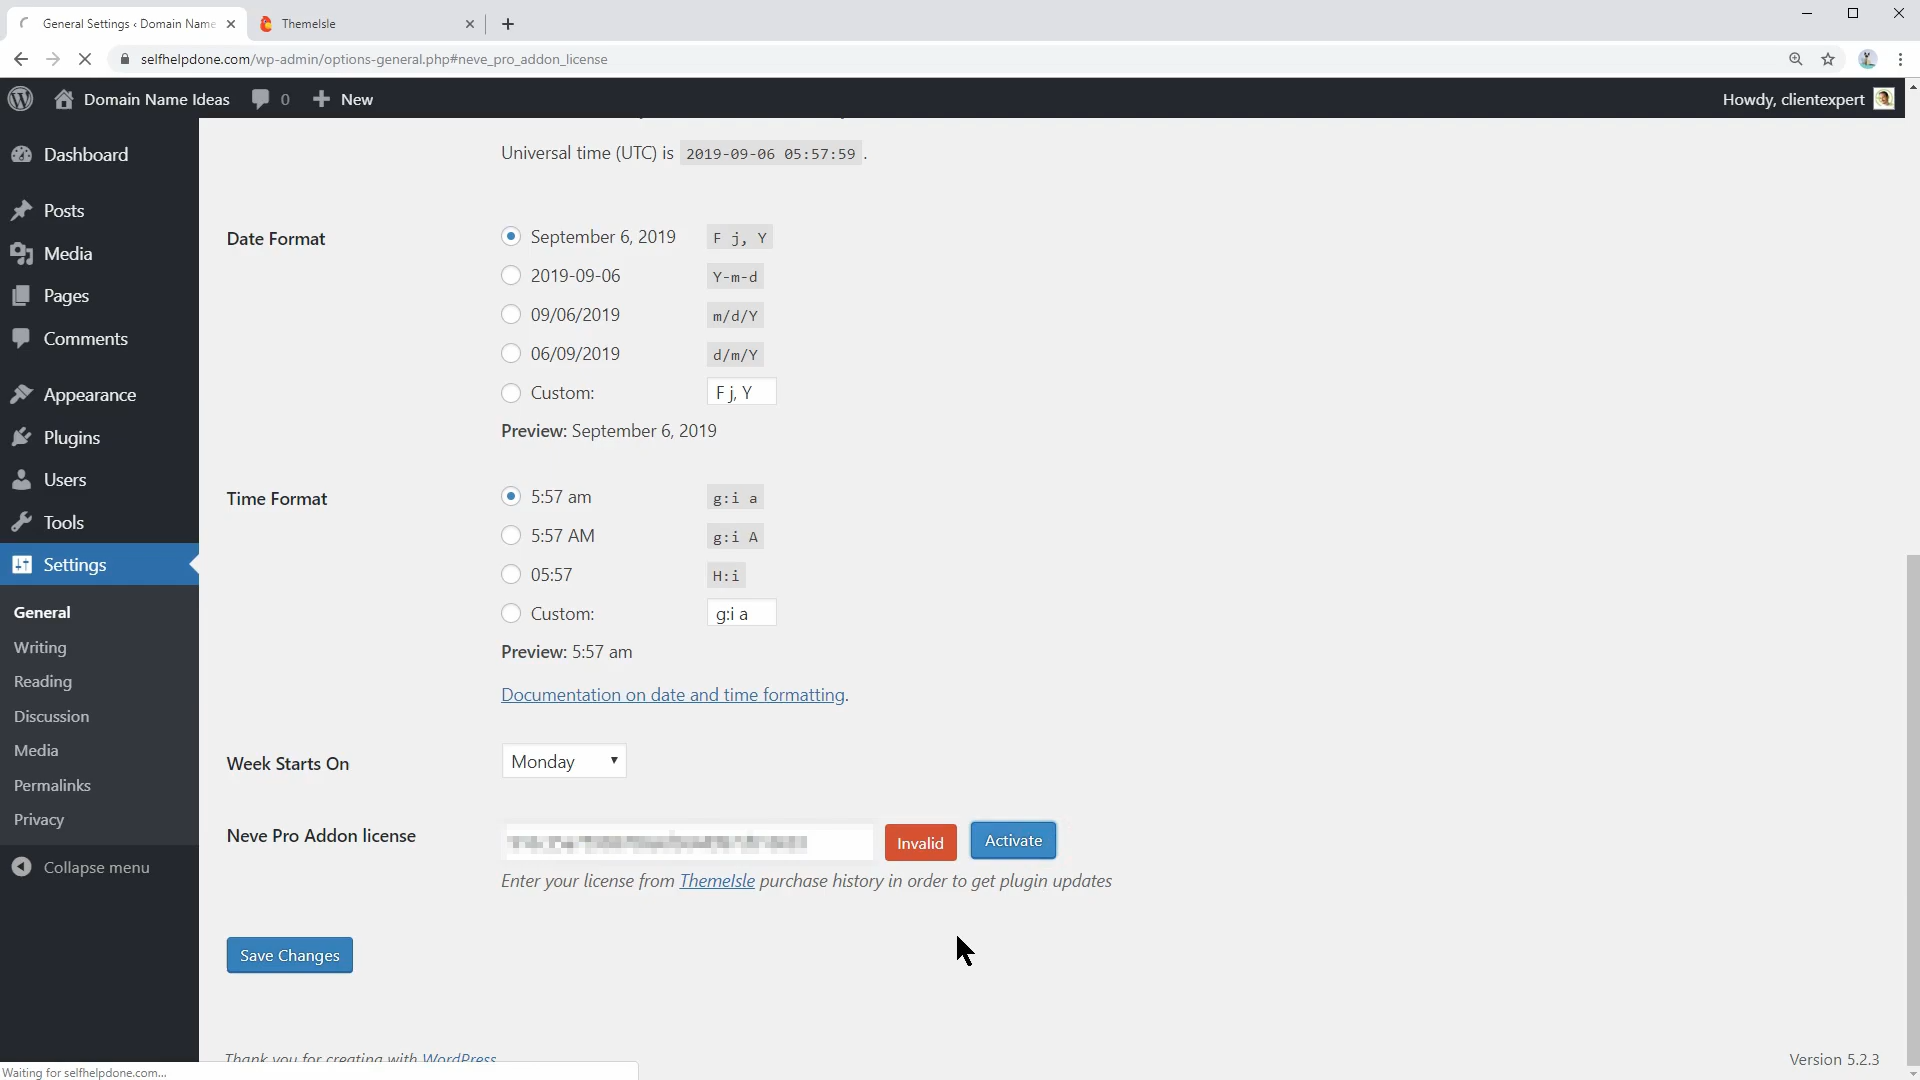 General Settings ‹ Domain Name
ThemeIsle
selfhelpdone.com/wp-admin/options-general.php#neve_pro_addon_license
Domain Name Ideas 0 New
Howdy, clientexpert
Dashboard
Posts
Media
Pages
Comments
Appearance
Plugins
Users
Tools
Settings
General
Writing
Reading
Discussion
Media
Permalinks
Privacy
Collapse menu
Universal time (UTC) is 2019-09-06 05:57:59 .
Date Format
September 6, 2019 F j, Y
2019-09-06 Y-m-d
09/06/2019 m/d/Y
06/09/2019 d/m/Y
Custom: F j, Y
Preview: September 6, 2019
Time Format
5:57 am g:i a
5:57 AM g:i A
05:57 H:i
Custom: g:i a
Preview: 5:57 am
Documentation on date and time formatting.
Week Starts On
Monday
Neve Pro Addon license
Invalid
Activate
Enter your license from ThemeIsle purchase history in order to get plugin updates
Save Changes
Thank you for creating with WordPress
Version 5.2.3
Waiting for selfhelpdone.com...